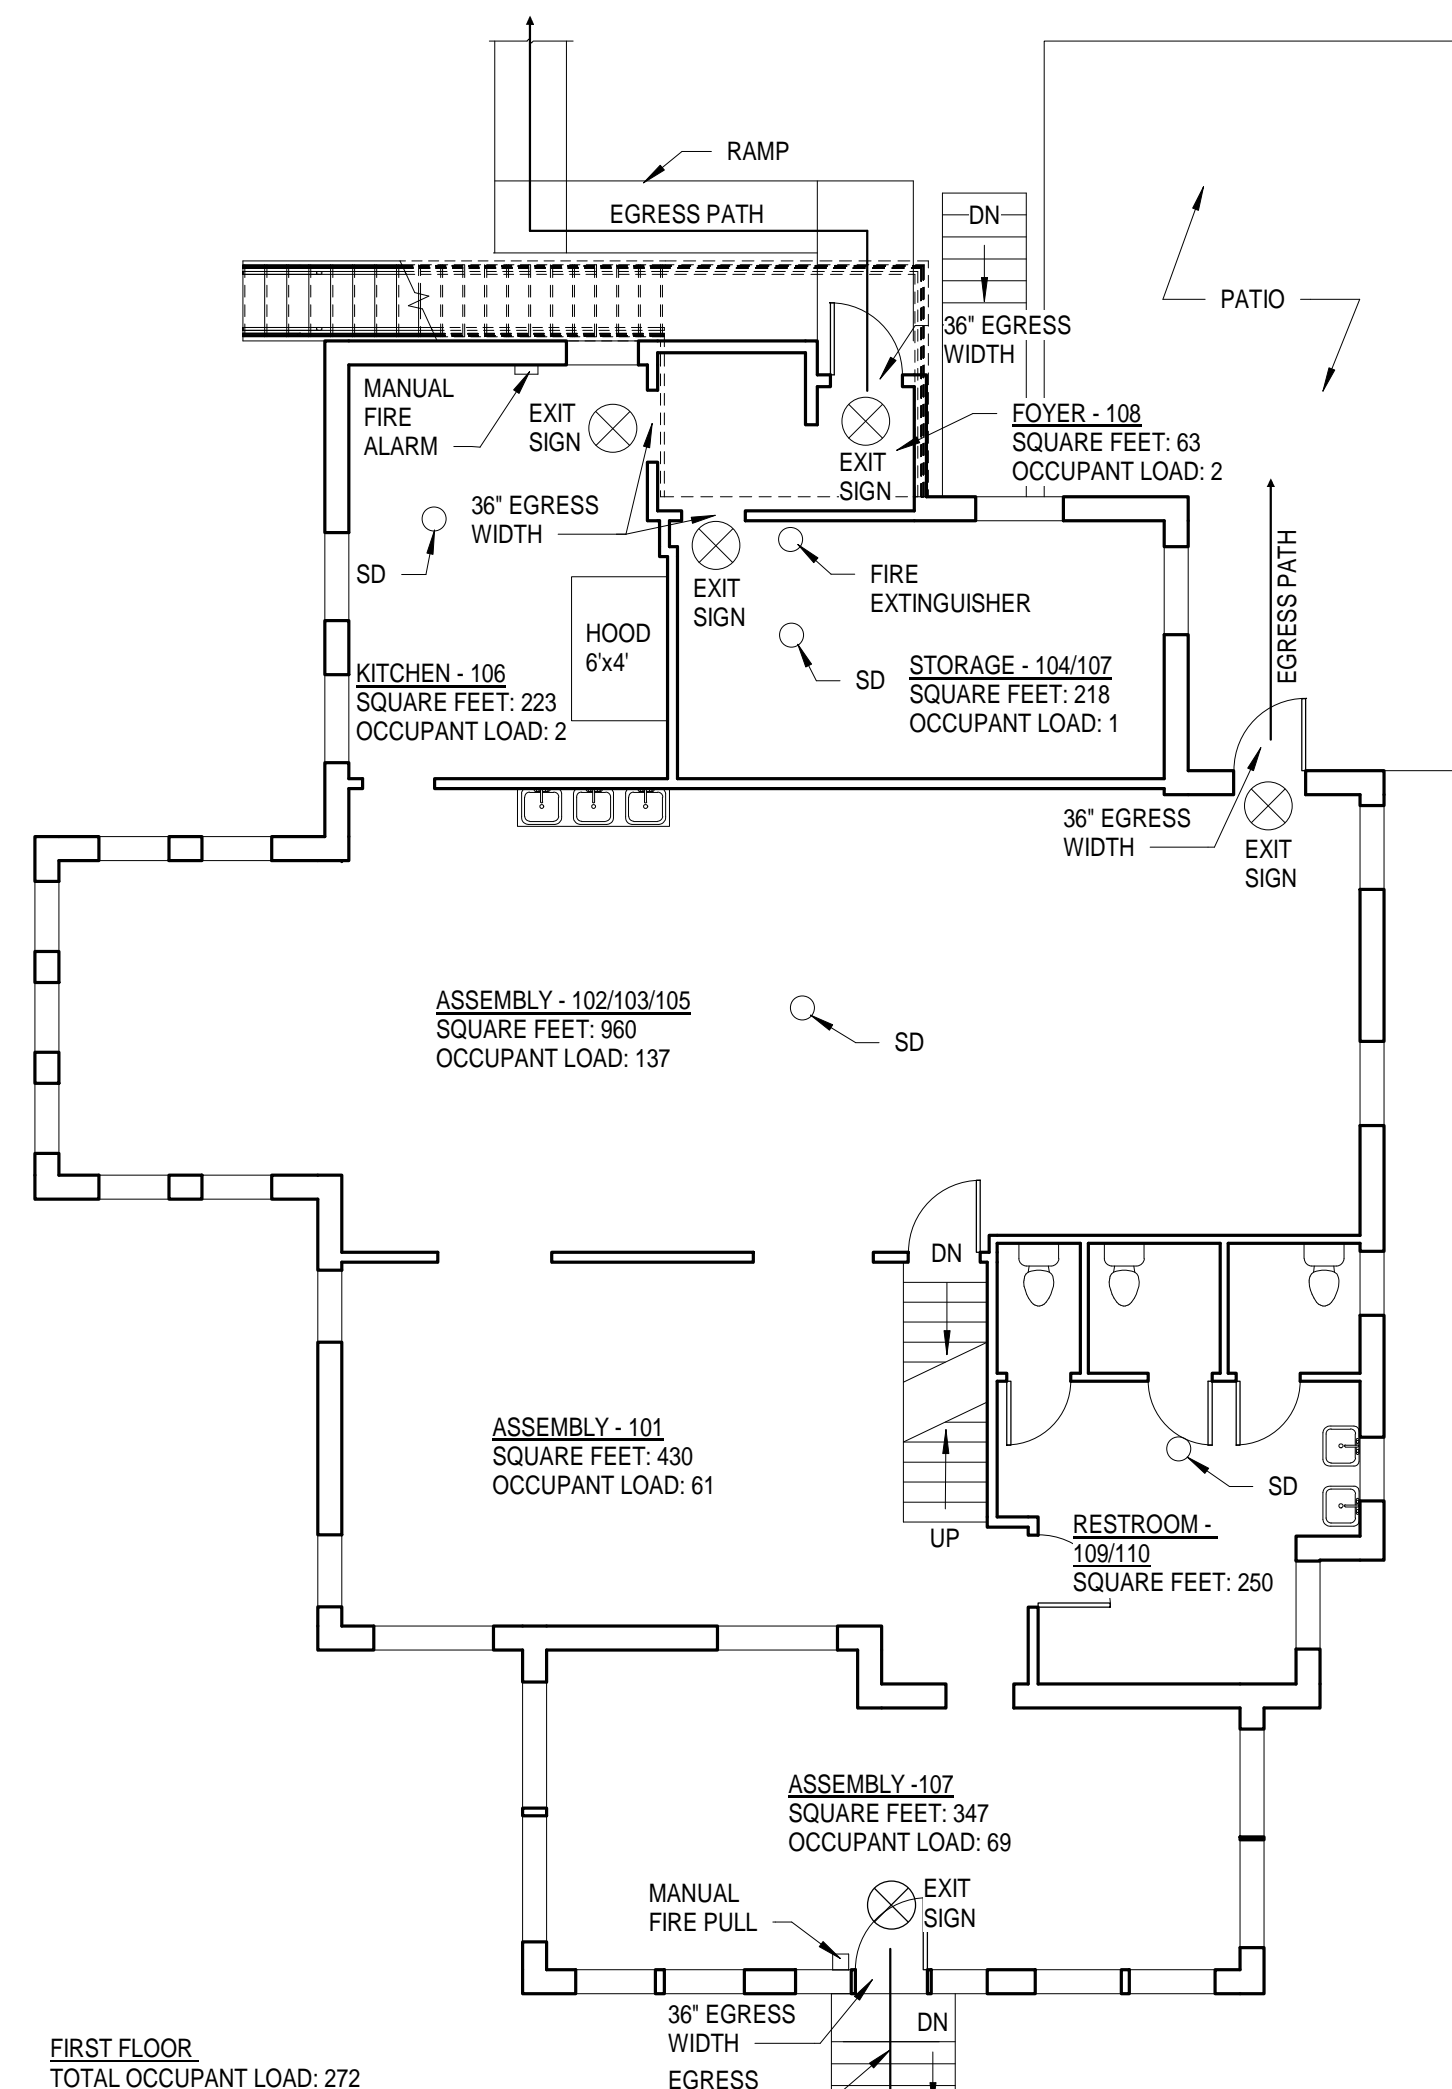 RAMP
EGRESS PATH
DN
PATIO
36" EGRESS
WIDTH
MANUAL
FIRE
ALARM
EXIT
SIGN
EXIT
SIGN
FOYER - 108
SQUARE FEET: 63
OCCUPANT LOAD: 2
36" EGRESS
WIDTH
SD
EXIT
SIGN
FIRE
EXTINGUISHER
EGRESS PATH
HOOD
6'x4'
KITCHEN - 106
SQUARE FEET: 223
OCCUPANT LOAD: 2
SD
STORAGE - 104/107
SQUARE FEET: 218
OCCUPANT LOAD: 1
36" EGRESS
WIDTH
EXIT
SIGN
ASSEMBLY - 102/103/105
SQUARE FEET: 960
OCCUPANT LOAD: 137
SD
DN
ASSEMBLY - 101
SQUARE FEET: 430
OCCUPANT LOAD: 61
UP
SD
RESTROOM -
109/110
SQUARE FEET: 250
ASSEMBLY -107
SQUARE FEET: 347
OCCUPANT LOAD: 69
MANUAL
FIRE PULL
EXIT
SIGN
36" EGRESS
WIDTH
DN
EGRESS
FIRST FLOOR
TOTAL OCCUPANT LOAD: 272